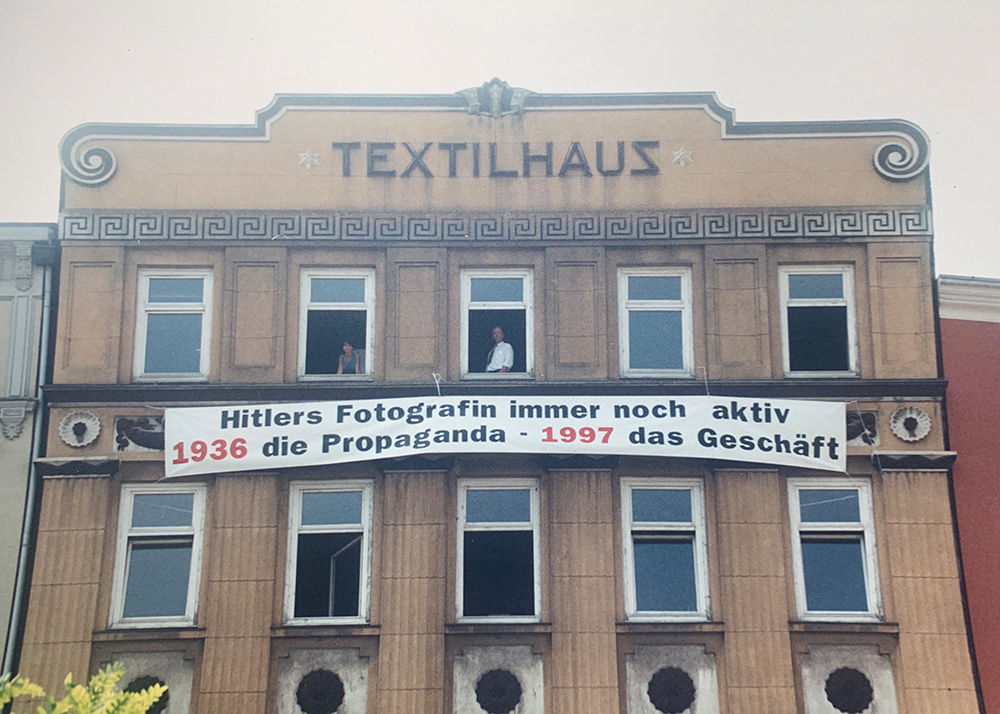 TEXTILHAUS
Hitlers Fotografin immer noch aktiv
1936 die Propaganda - 1997 das Geschäft